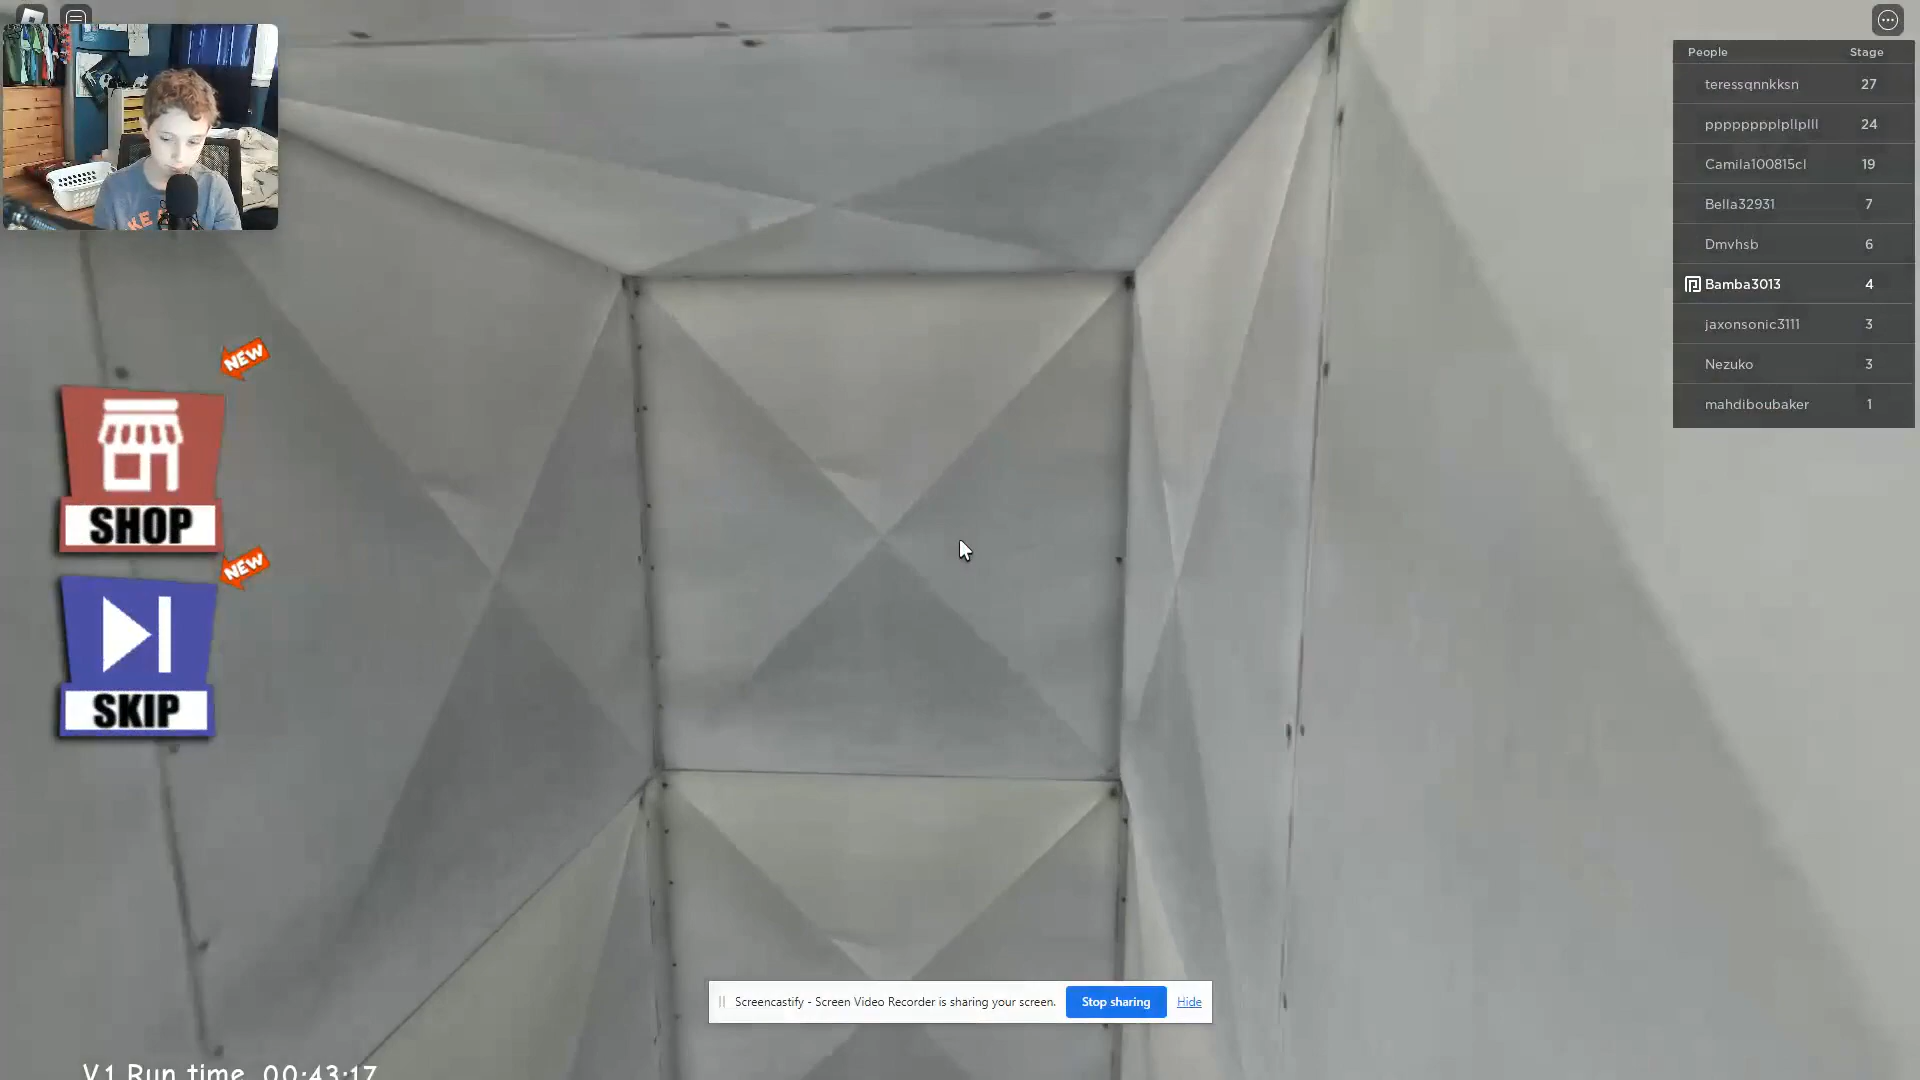 People Stage
teressqnnkksn 27
pppppppplpllplll 24
Camila100815cl 19
Bella32931 7
Dmvhsb 6
Bamba3013 4
jaxonsonic3111 3
Nezuko 3
mahdiboubaker 1
NEW
SHOP
NEW
SKIP
Screencastify - Screen Video Recorder is sharing your screen. Stop sharing Hide
V.1 Run time 00:43:17